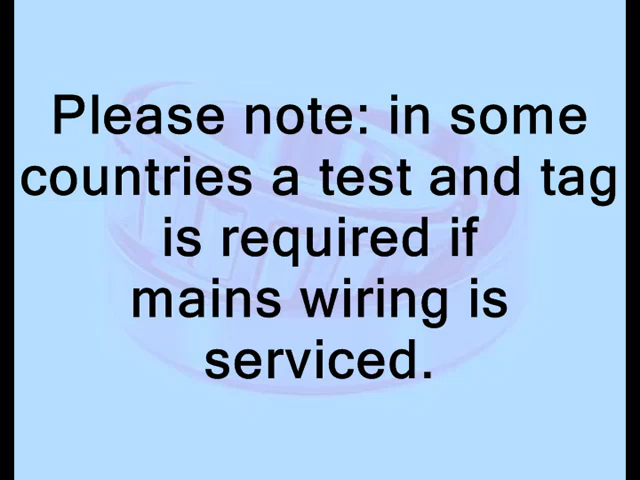 Please note: in some
countries a test and tag
is required if
mains wiring is
serviced.